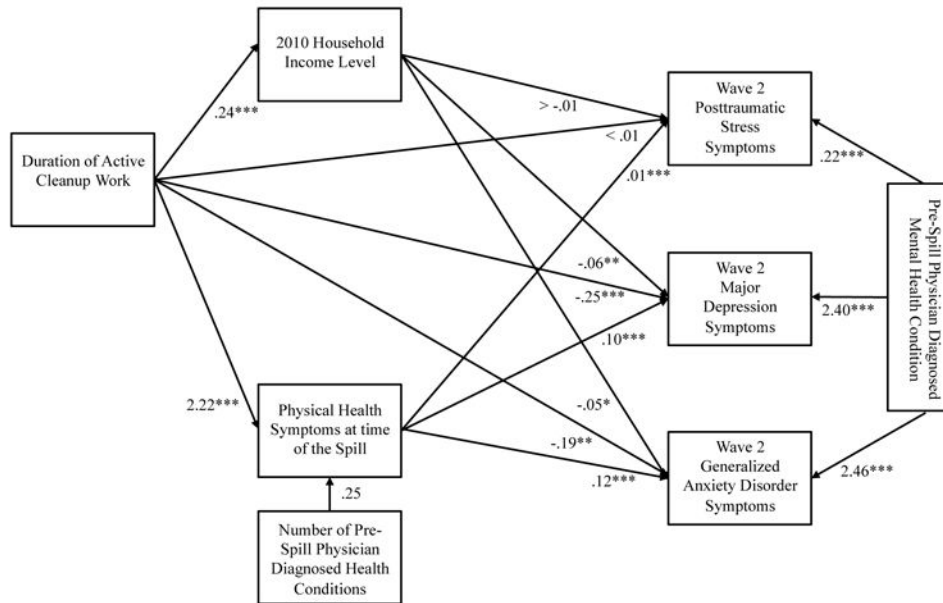 2010 Household
Income Level
> -.01
Wave 2
Posttraumatic
Stress
Symptoms
.24***
< .01
Duration of Active
Cleanup Work
.22***
.01***
Pre-Spill Physician Diagnosed
Mental Health Condition
-.06**
Wave 2
Major
Depression
Symptoms
-.25***
2.40***
.10***
2.22***
Physical Health
Symptoms at time
of the Spill
-.05*
-.19**
.12***
Wave 2
Generalized
Anxiety Disorder
Symptoms
2.46***
.25
Number of Pre-
Spill Physician
Diagnosed Health
Conditions